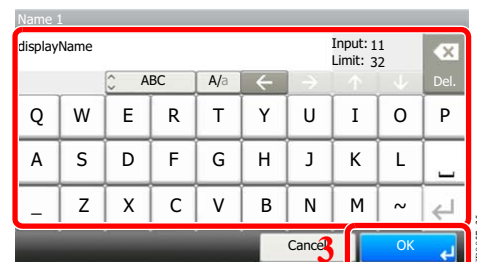 Name 1
displayName
Input: 11
Limit: 32
ABC
A/a
Del.
Q W E R T Y U I O P
A S D F G H J K L
_ Z X C V B N M ~
Cancel
3
OK